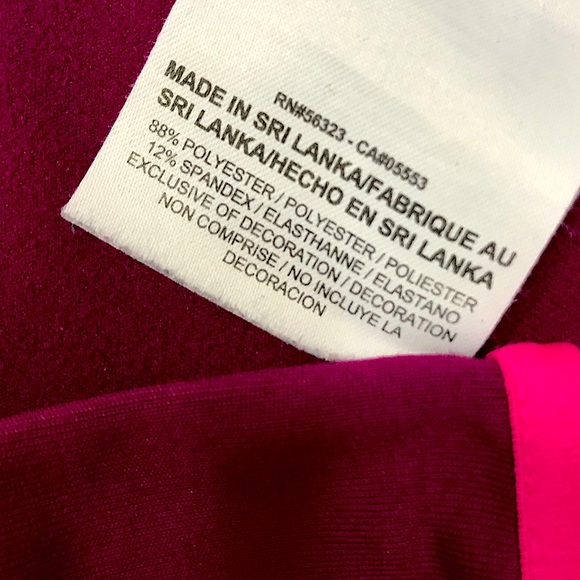 RN#56323 - CA#05553
MADE IN SRI LANKA/FABRIQUE AU
SRI LANKA/HECHO EN SRI LANKA
88% POLYESTER / POLYESTER / POLIESTER
12% SPANDEX / ELASTHANNE / ELASTANO
EXCLUSIVE OF DECORATION / DECORATION
NON COMPRISE / NO INCLUYE LA
DECORACION